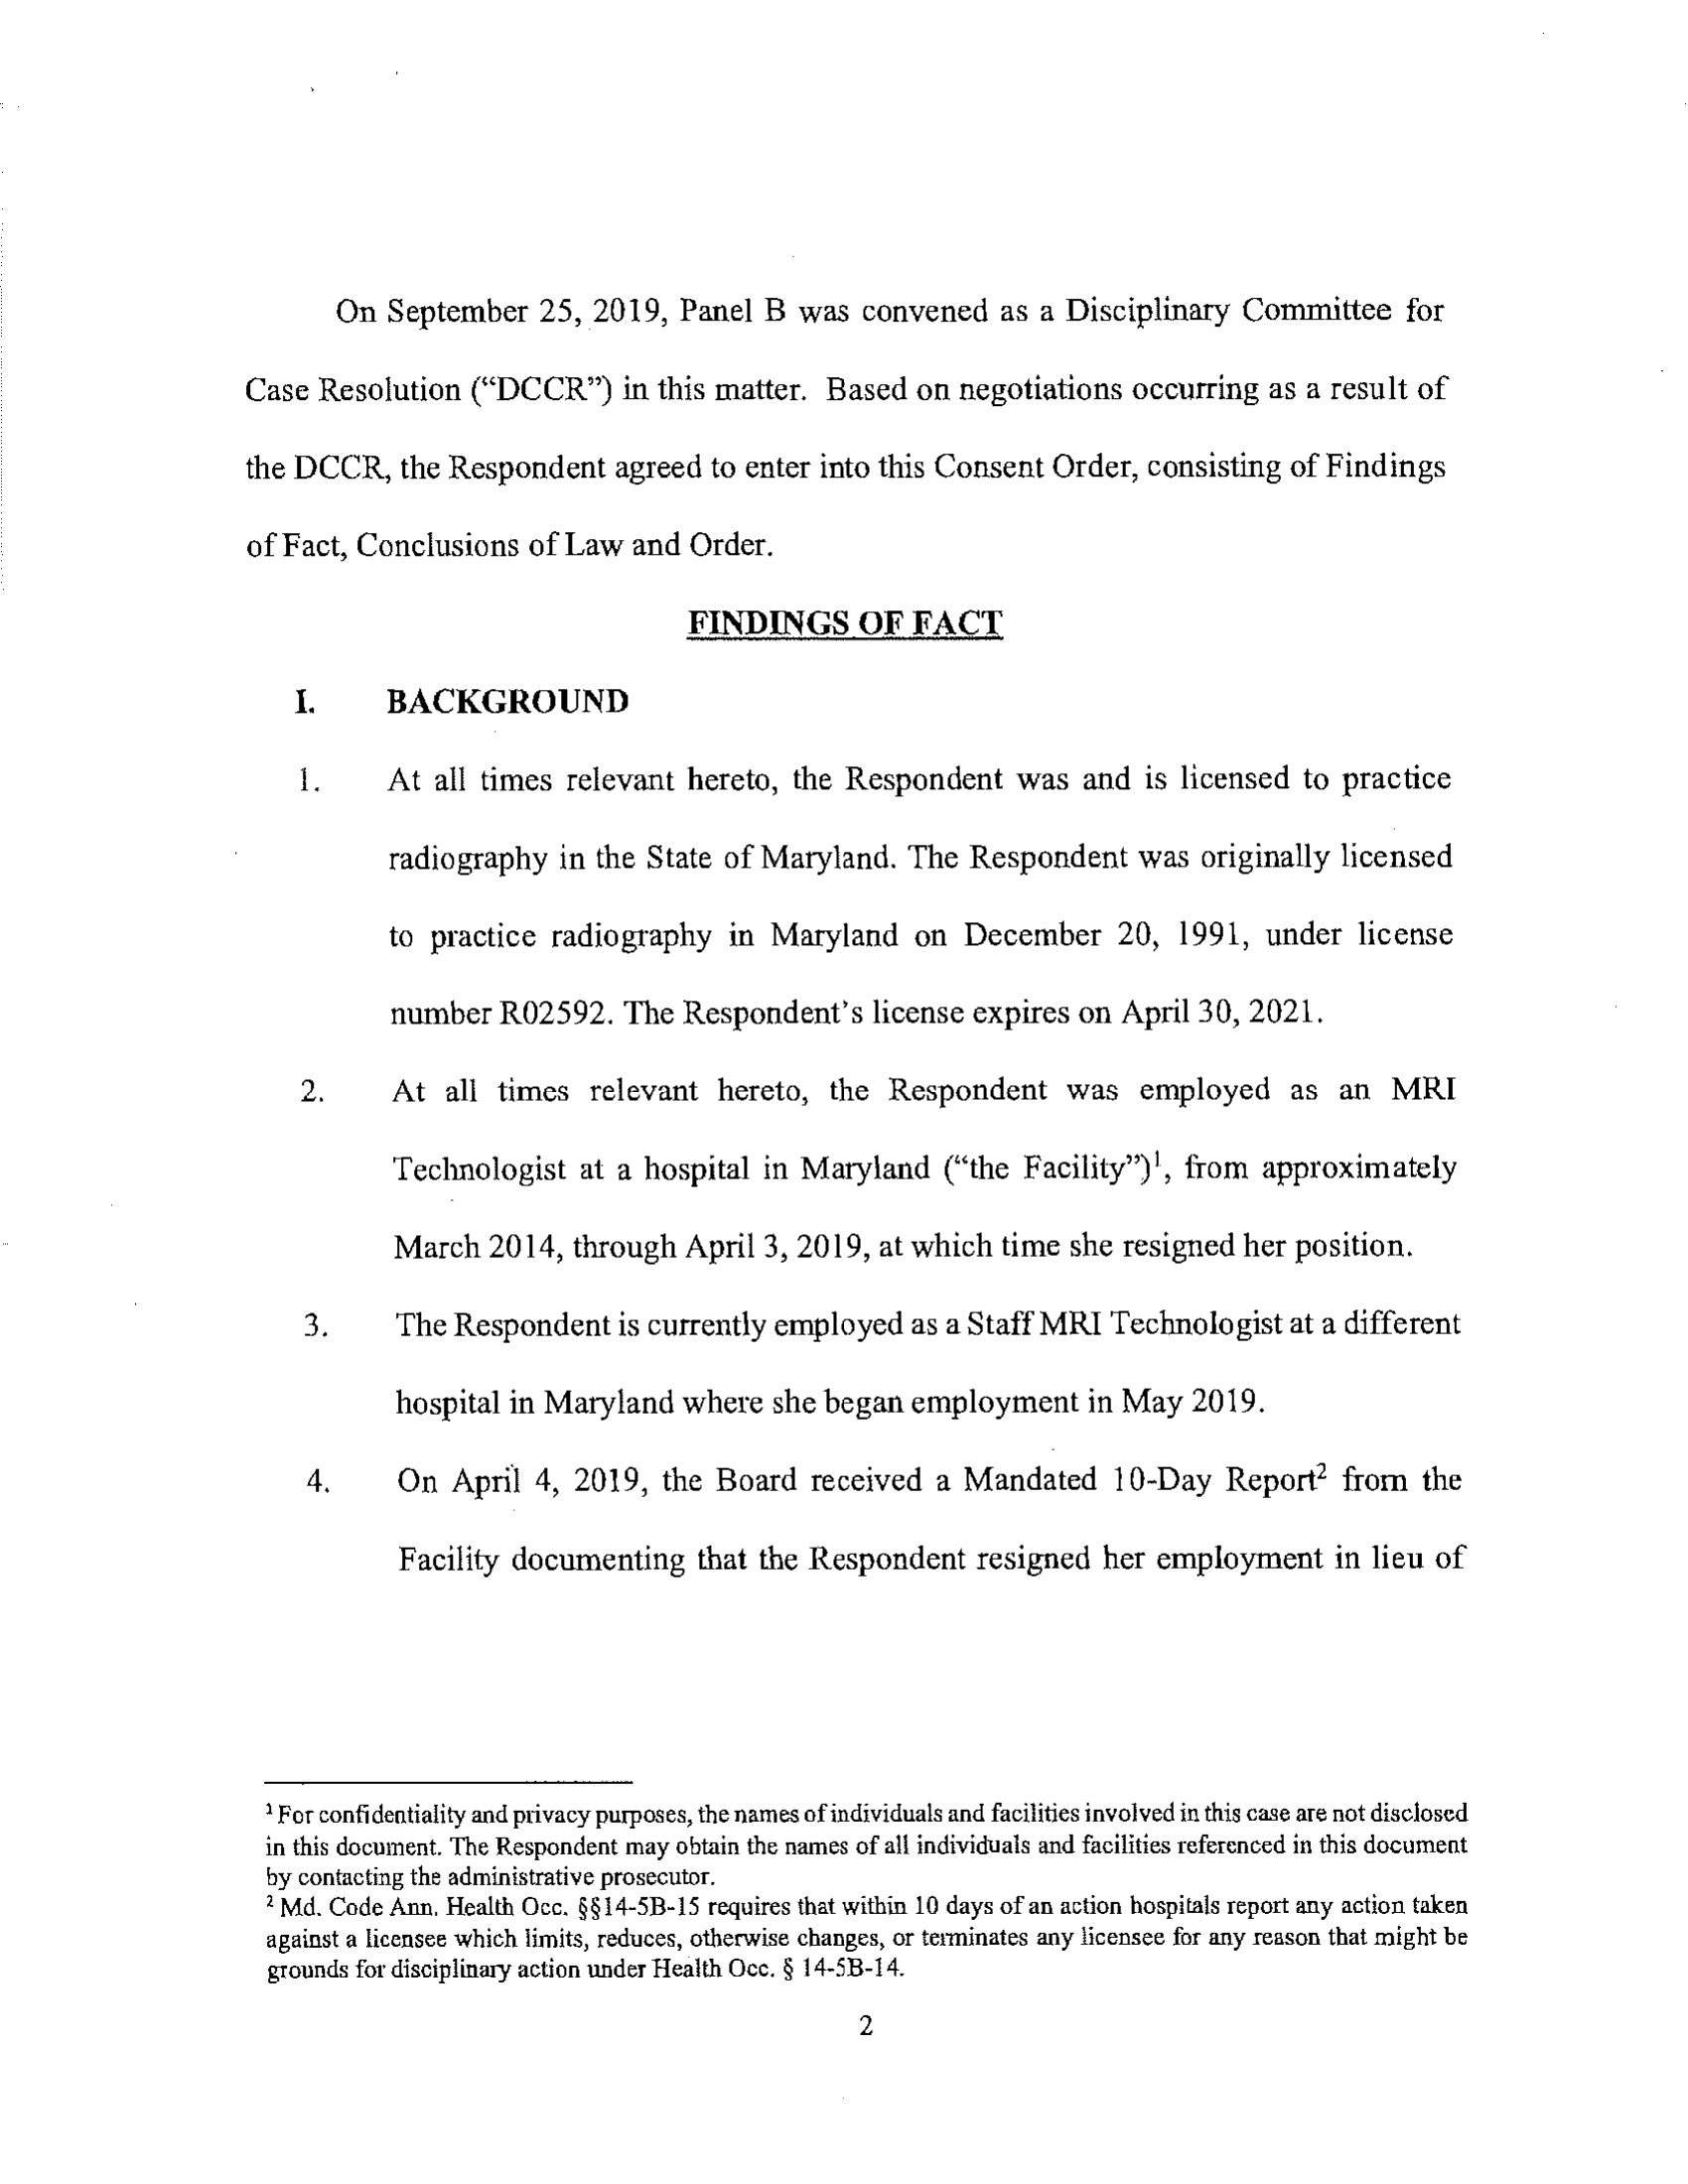 On September 25, 2019, Panel B was convened as a Disciplinary Committee for
Case Resolution (“DCCR”) in this matter. Based on negotiations occurring as a result of
the DCCR, the Respondent agreed to enter into this Consent Order, consisting of Findings
of Fact, Conclusions of Law and Order.
FINDINGS OF FACT
I. BACKGROUND
1. At all times relevant hereto, the Respondent was and is licensed to practice
radiography in the State of Maryland. The Respondent was originally licensed
to practice radiography in Maryland on December 20, 1991, under license
number R02592. The Respondent’s license expires on April 30, 2021.
2. At all times relevant hereto, the Respondent was employed as an MRI
Technologist at a hospital in Maryland (“the Facility”)¹, from approximately
March 2014, through April 3, 2019, at which time she resigned her position.
3. The Respondent is currently employed as a Staff MRI Technologist at a different
hospital in Maryland where she began employment in May 2019.
4. On April 4, 2019, the Board received a Mandated 10-Day Report² from the
Facility documenting that the Respondent resigned her employment in lieu of
¹ For confidentiality and privacy purposes, the names of individuals and facilities involved in this case are not disclosed
in this document. The Respondent may obtain the names of all individuals and facilities referenced in this document
by contacting the administrative prosecutor.
² Md. Code Ann. Health Occ. §§14-5B-15 requires that within 10 days of an action hospitals report any action taken
against a licensee which limits, reduces, otherwise changes, or terminates any licensee for any reason that might be
grounds for disciplinary action under Health Occ. § 14-5B-14.
2